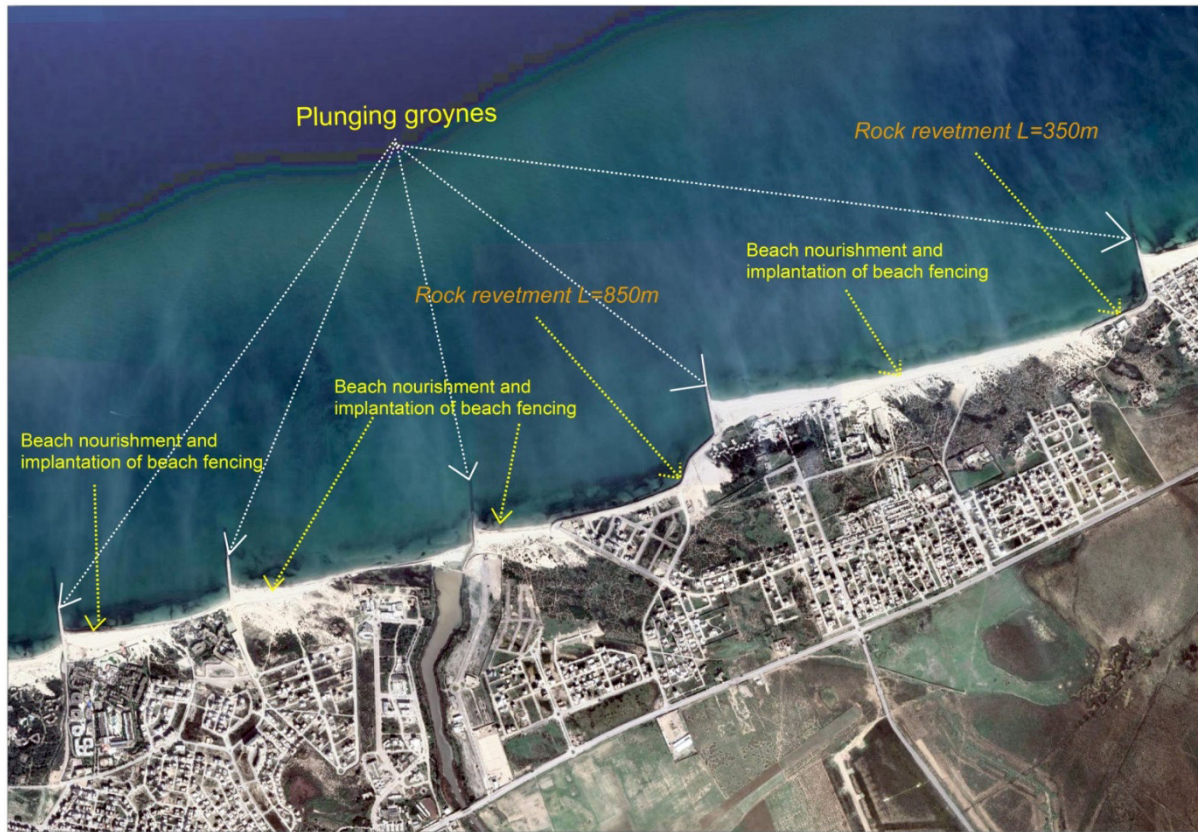 Plunging groynes
Rock revetment L=350m
Beach nourishment and
implantation of beach fencing
Rock revetment L=850m
Beach nourishment and
implantation of beach fencing
Beach nourishment and
implantation of beach fencing